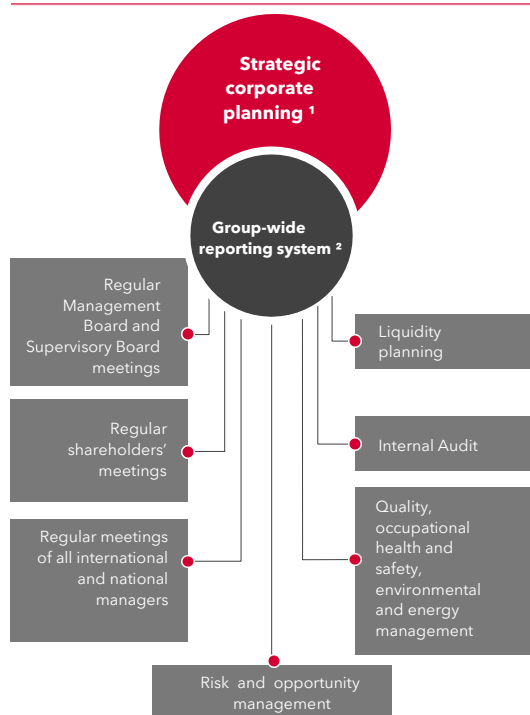 Strategic
corporate
planning ¹
Group-wide
reporting system ²
Regular
Management
Board and
Supervisory Board
meetings
Liquidity
planning
Regular
shareholders’
meetings
Internal Audit
Regular meetings
of all international
and national
managers
Quality,
occupational
health and
safety,
environmental
and energy
management
Risk and opportunity
management